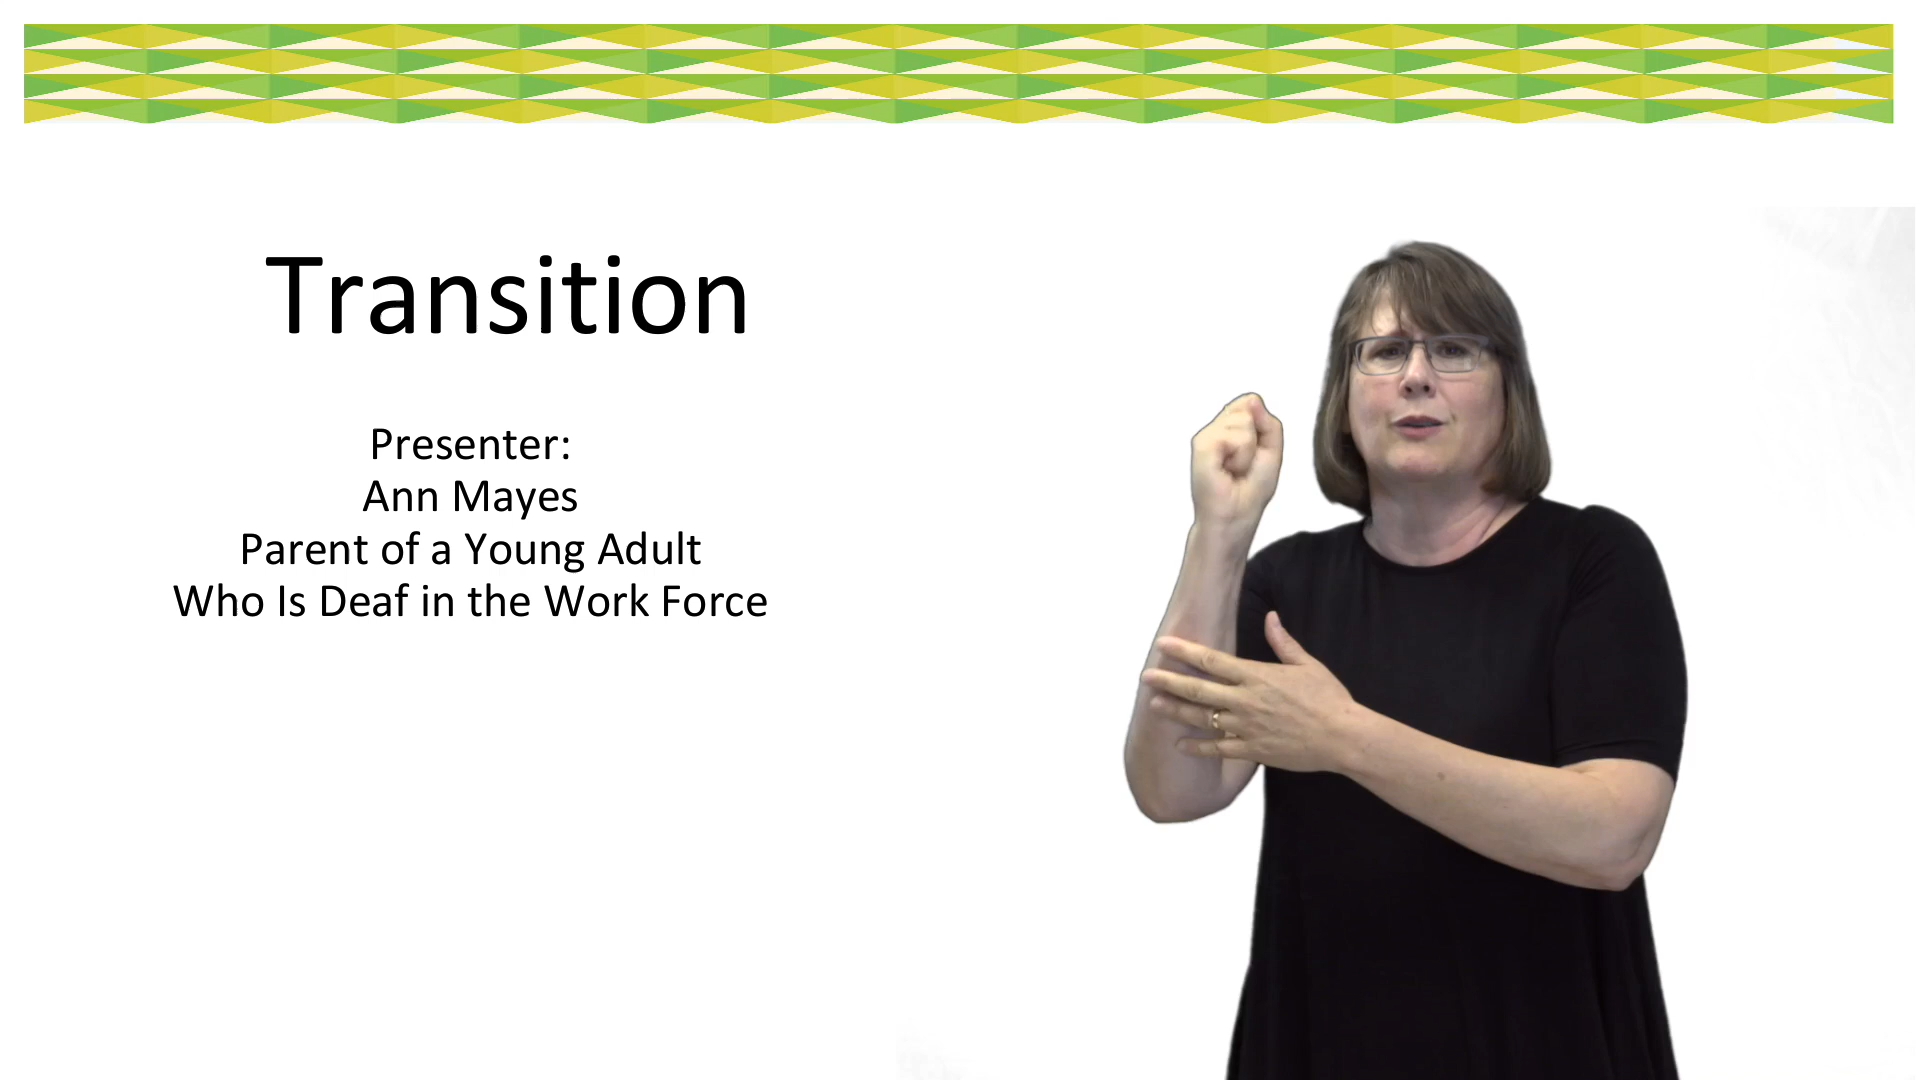 Transition
Presenter:
Ann Mayes
Parent of a Young Adult
Who Is Deaf in the Work Force